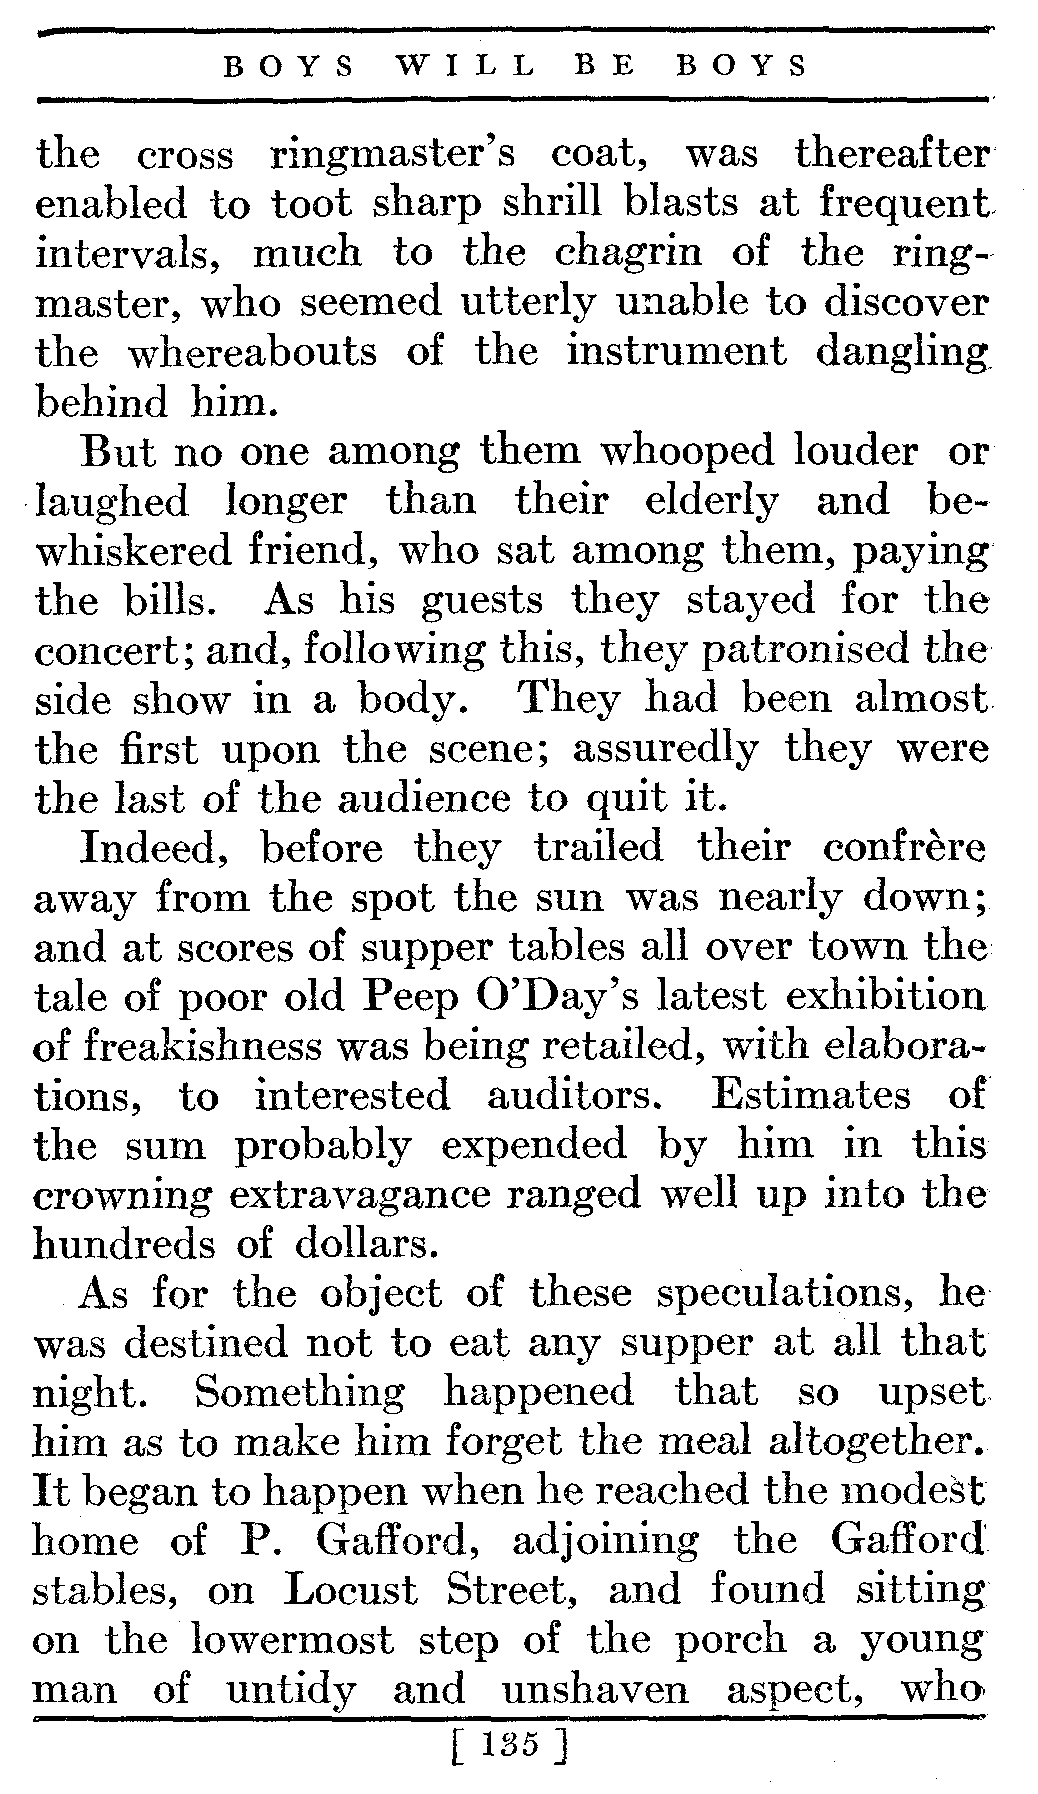 BOYS WILL BE BOYS
the cross ringmaster's coat, was thereafter
enabled to toot sharp shrill blasts at frequent
intervals, much to the chagrin of the ring-
master, who seemed utterly unable to discover
the whereabouts of the instrument dangling
behind him.
But no one among them whooped louder or
laughed longer than their elderly and be-
whiskered friend, who sat among them, paying
the bills. As his guests they stayed for the
concert; and, following this, they patronised the
side show in a body. They had been almost
the first upon the scene; assuredly they were
the last of the audience to quit it.
Indeed, before they trailed their confrère
away from the spot the sun was nearly down;
and at scores of supper tables all over town the
tale of poor old Peep O'Day's latest exhibition
of freakishness was being retailed, with elabora-
tions, to interested auditors. Estimates of
the sum probably expended by him in this
crowning extravagance ranged well up into the
hundreds of dollars.
As for the object of these speculations, he
was destined not to eat any supper at all that
night. Something happened that so upset
him as to make him forget the meal altogether.
It began to happen when he reached the modest
home of P. Gafford, adjoining the Gafford
stables, on Locust Street, and found sitting
on the lowermost step of the porch a young
man of untidy and unshaven aspect, who
[ 135 ]